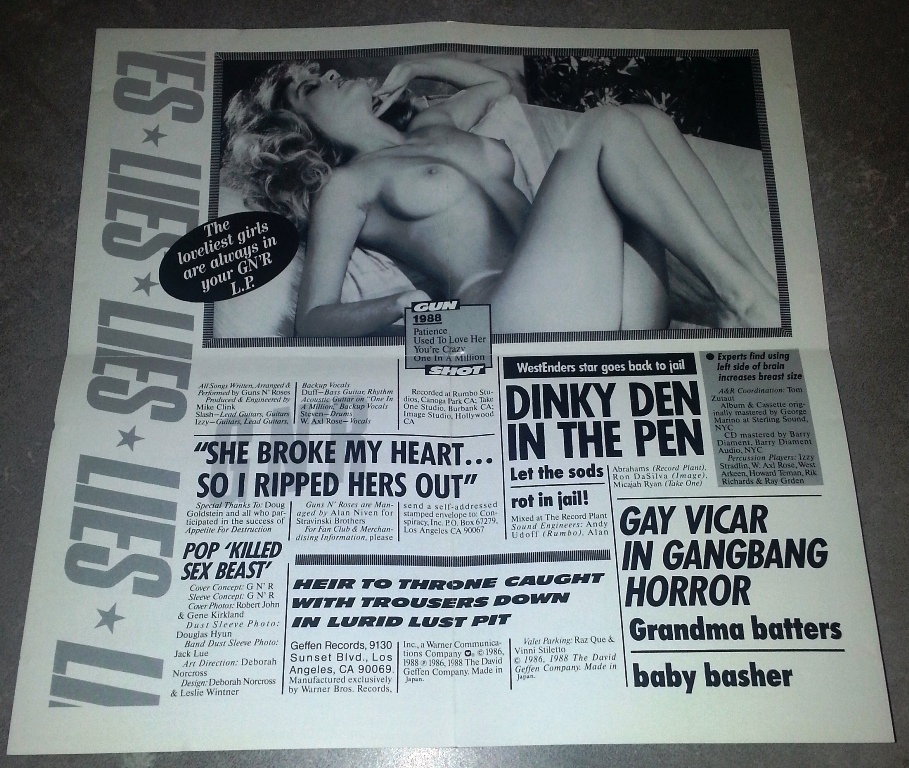 YES ★ LIES ★ LIES ★ LIES ★ LI
The
loveliest girls
are always in
your GN'R
L.P.
GUN
1988
Patience
Used To Love Her
You're Crazy
One In A Million
SHOT
All Songs Written, Arranged &
Performed by Guns N' Roses
Produced & Engineered by
Mike Clink
Slash—Lead Guitars, Guitars
Izzy—Guitars, Lead Guitars,
Backup Vocals
Duff—Bass Guitar, Rhythm
Acoustic Guitar on "One In
A Million," Backup Vocals
Steven—Drums
W. Axl Rose—Vocals
Recorded at Rumbo Stu-
dios, Canoga Park CA; Take
One Studio, Burbank CA;
Image Studio, Hollywood
CA
"SHE BROKE MY HEART...
SO I RIPPED HERS OUT"
Special Thanks To: Doug
Goldstein and all who par-
ticipated in the success of
Appetite For Destruction
Guns N' Roses are Man-
aged by Alan Niven for
Stravinski Brothers
For Fan Club & Merchan-
dising Information, please
send a self-addressed
stamped envelope to: Con-
spiracy, Inc. P.O. Box 67279,
Los Angeles CA 90067
WestEnders star goes back to jail
DINKY DEN
IN THE PEN
Let the sods
rot in jail!
Mixed at The Record Plant
Sound Engineers: Andy
Udoff (Rumbo), Alan
Abrahams (Record Plant),
Ron DaSilva (Image),
Micajah Ryan (Take One)
● Experts find using
left side of brain
increases breast size
A&R Coordination: Tom
Zutaut
Album & Cassette origi-
nally mastered by George
Marino at Sterling Sound,
NYC
CD mastered by Barry
Diament, Barry Diament
Audio, NYC
Percussion Players: Izzy
Stradlin, W. Axl Rose, West
Arkeen, Howard Teman, Rik
Richards & Ray Grden
POP 'KILLED
SEX BEAST'
Cover Concept: G N' R
Sleeve Concept: G N' R
Cover Photos: Robert John
& Gene Kirkland
Dust Sleeve Photo:
Douglas Hyun
Band Dust Sleeve Photo:
Jack Lue
Art Direction: Deborah
Norcross
Design: Deborah Norcross
& Leslie Wintner
HEIR TO THRONE CAUGHT
WITH TROUSERS DOWN
IN LURID LUST PIT
Geffen Records, 9130
Sunset Blvd., Los
Angeles, CA 90069.
Manufactured exclusively
by Warner Bros. Records,
Inc., a Warner Communica-
tions Company © 1986,
1988 ℗ 1986, 1988 The David
Geffen Company. Made in
Japan.
Valet Parking: Raz Que &
Vinni Stiletto
© 1986, 1988 The David
Geffen Company. Made in
Japan.
GAY VICAR
IN GANGBANG
HORROR
Grandma batters
baby basher